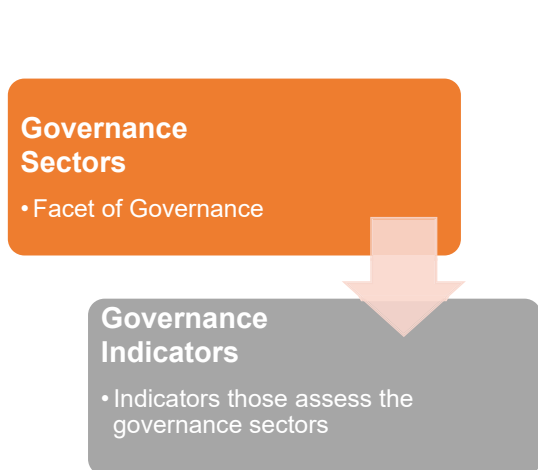 Governance
Sectors
• Facet of Governance
Governance
Indicators
• Indicators those assess the
governance sectors